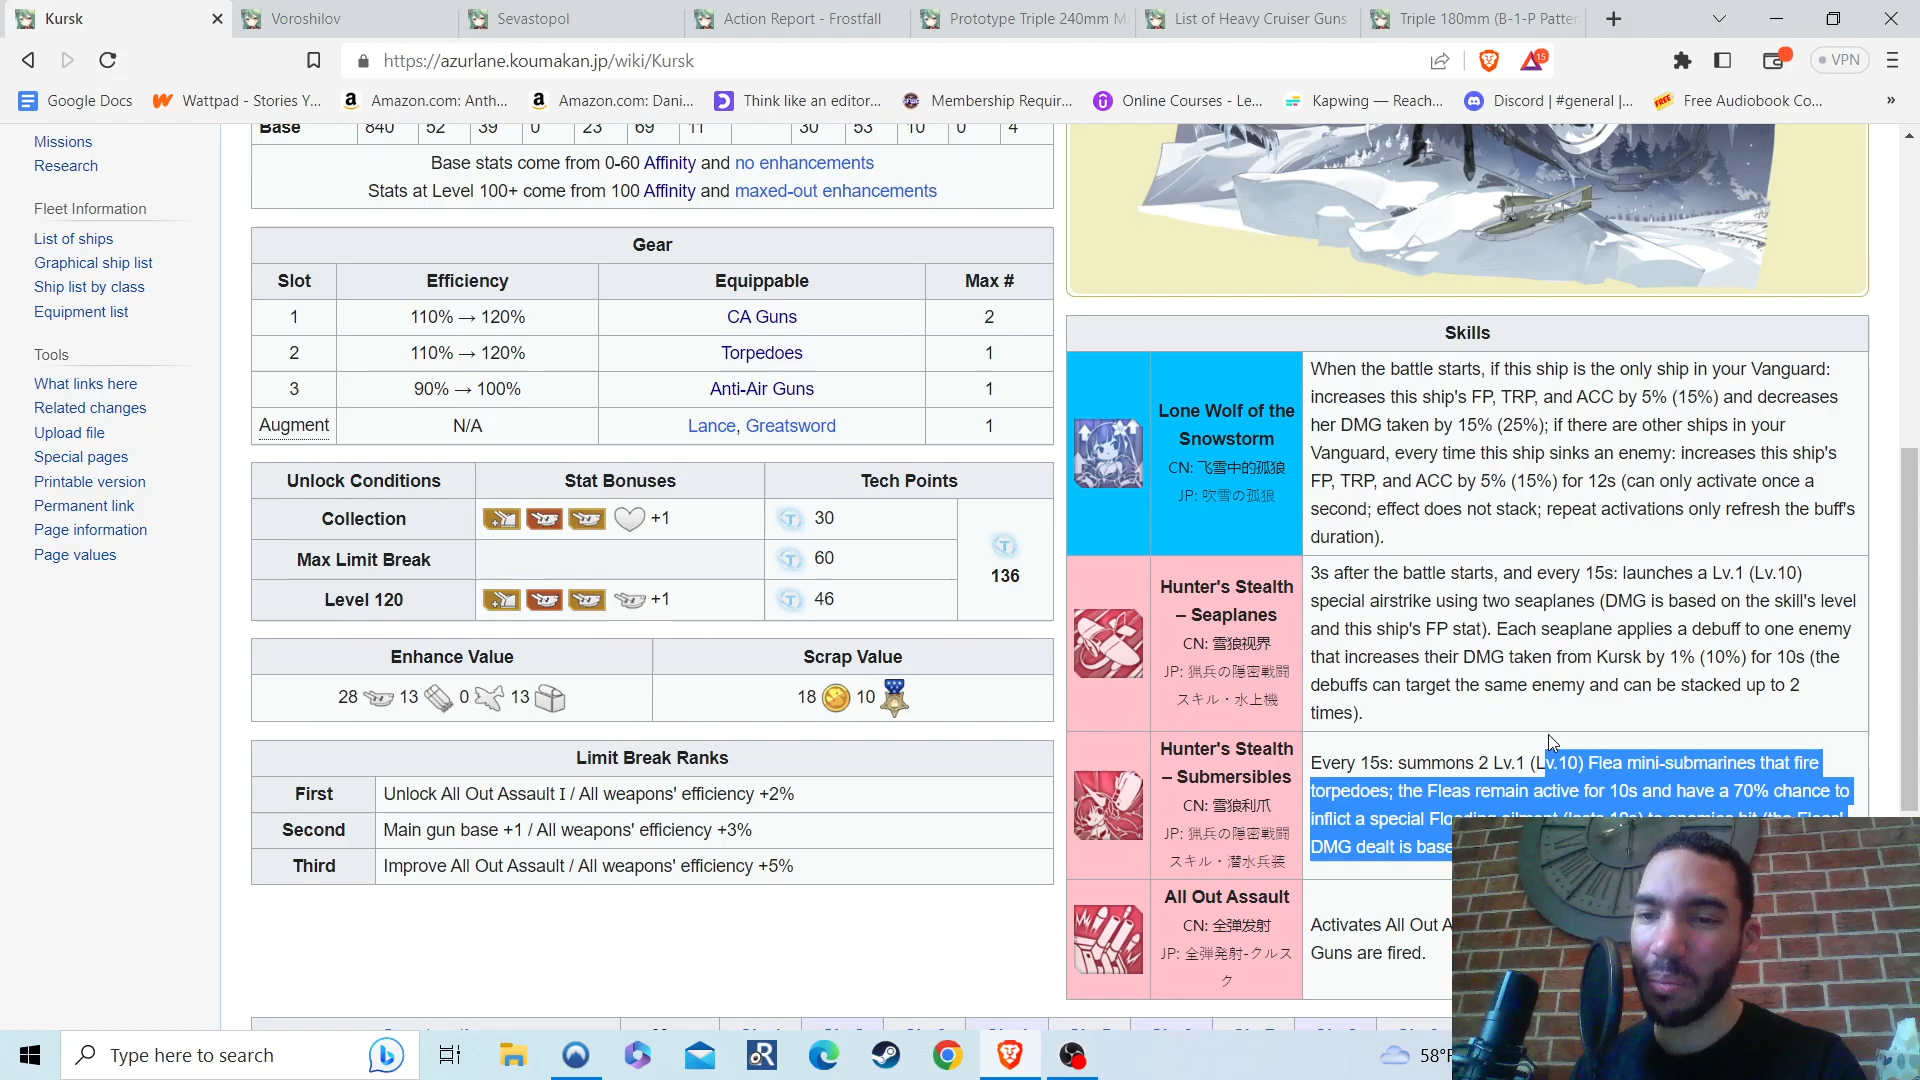 Kursk
Voroshilov
Sevastopol
Action Report - Frostfall
Prototype Triple 240mm M
List of Heavy Cruiser Guns
Triple 180mm (B-1-P Patter
https://azurlane.koumakan.jp/wiki/Kursk
15
VPN
Google Docs
Wattpad - Stories Y...
Amazon.com: Anth...
Amazon.com: Dani...
Think like an editor...
Membership Requir...
Online Courses - Le...
Kapwing — Reach...
Discord | #general |...
FREE
Free Audiobook Co...
»
Missions
Research
Fleet Information
List of ships
Graphical ship list
Ship list by class
Equipment list
Tools
What links here
Related changes
Upload file
Special pages
Printable version
Permanent link
Page information
Page values
Base 840 52 39 0 23 69 11 30 53 10 0 4
Base stats come from 0-60 Affinity and no enhancements
Stats at Level 100+ come from 100 Affinity and maxed-out enhancements
Gear
Slot Efficiency Equippable Max #
1 110% → 120% CA Guns 2
2 110% → 120% Torpedoes 1
3 90% → 100% Anti-Air Guns 1
Augment N/A Lance, Greatsword 1
Unlock Conditions Stat Bonuses Tech Points
Collection +1 30
Max Limit Break 60
136
Level 120 +1 46
Enhance Value Scrap Value
28 13 0 13 18 10
Limit Break Ranks
First Unlock All Out Assault I / All weapons' efficiency +2%
Second Main gun base +1 / All weapons' efficiency +3%
Third Improve All Out Assault / All weapons' efficiency +5%
Skills
Lone Wolf of the
Snowstorm
CN: 飞雪中的孤狼
JP: 吹雪の孤狼
When the battle starts, if this ship is the only ship in your Vanguard:
increases this ship's FP, TRP, and ACC by 5% (15%) and decreases
her DMG taken by 15% (25%); if there are other ships in your
Vanguard, every time this ship sinks an enemy: increases this ship's
FP, TRP, and ACC by 5% (15%) for 12s (can only activate once a
second; effect does not stack; repeat activations only refresh the buff's
duration).
Hunter's Stealth
– Seaplanes
CN: 雪狼视界
JP: 猟兵の隠密戦闘
スキル・水上機
3s after the battle starts, and every 15s: launches a Lv.1 (Lv.10)
special airstrike using two seaplanes (DMG is based on the skill's level
and this ship's FP stat). Each seaplane applies a debuff to one enemy
that increases their DMG taken from Kursk by 1% (10%) for 10s (the
debuffs can target the same enemy and can be stacked up to 2
times).
Hunter's Stealth
– Submersibles
CN: 雪狼利爪
JP: 猟兵の隠密戦闘
スキル・潜水兵装
Every 15s: summons 2 Lv.1 (Lv.10) Flea mini-submarines that fire
torpedoes; the Fleas remain active for 10s and have a 70% chance to
inflict a special Flooding ailment (lasts 10s) to enemies hit (the Fleas'
DMG dealt is base
All Out Assault
CN: 全弹发射
JP: 全弾発射-クルス
ク
Activates All Out A
Guns are fired.
Type here to search
58°F